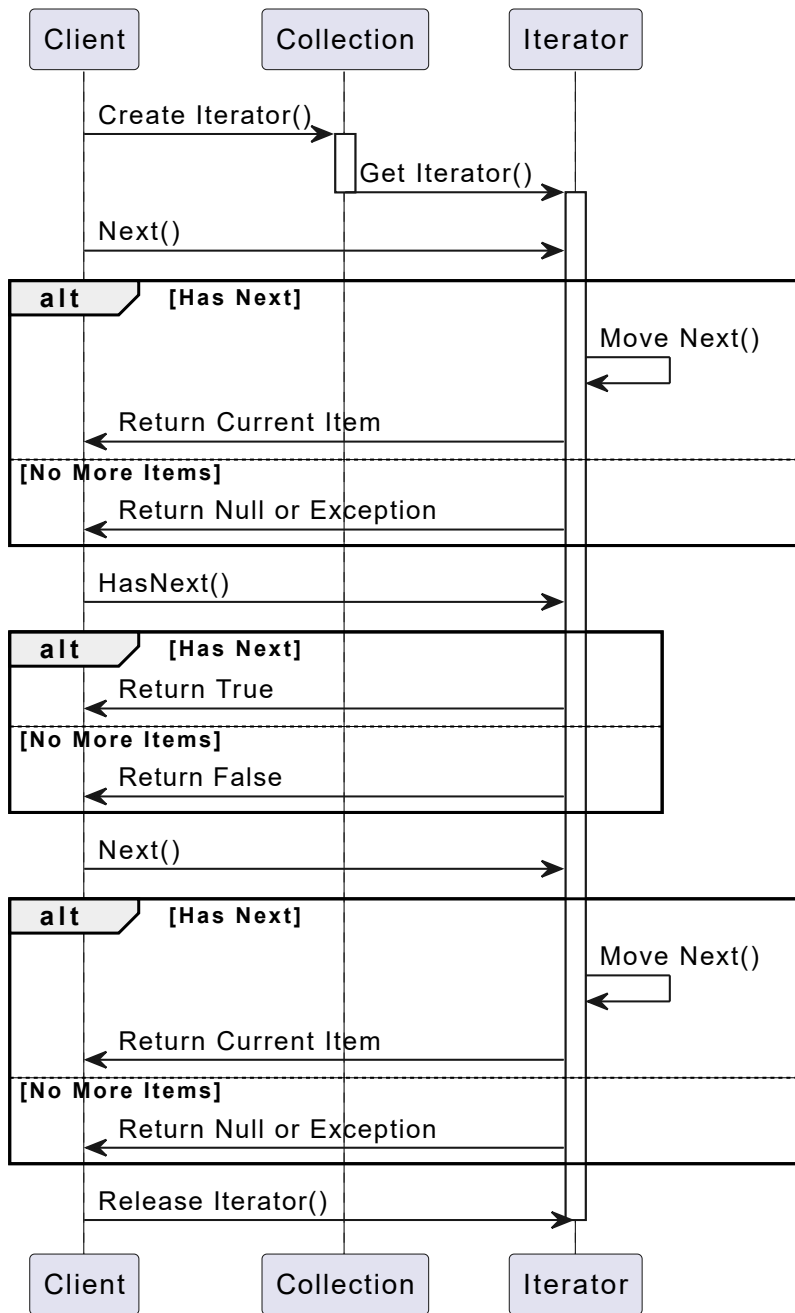 Client Collection Iterator
Create Iterator()
Get Iterator()
Next()
alt [Has Next]
Move Next()
Return Current Item
[No More Items]
Return Null or Exception
HasNext()
alt [Has Next]
Return True
[No More Items]
Return False
Next()
alt [Has Next]
Move Next()
Return Current Item
[No More Items]
Return Null or Exception
Release Iterator()
Client Collection Iterator